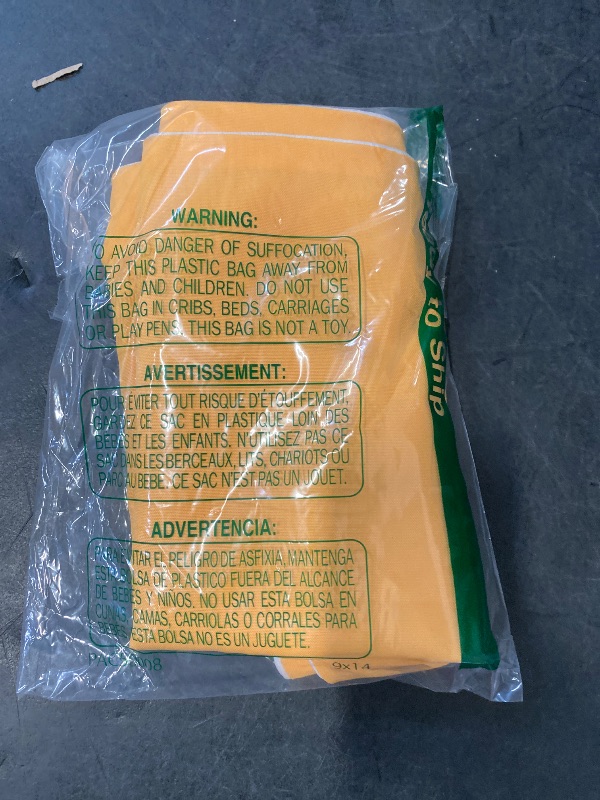 WARNING:
TO AVOID DANGER OF SUFFOCATION,
KEEP THIS PLASTIC BAG AWAY FROM
BABIES AND CHILDREN. DO NOT USE
THIS BAG IN CRIBS, BEDS, CARRIAGES
OR PLAY PENS. THIS BAG IS NOT A TOY.
AVERTISSEMENT:
POUR EVITER TOUT RISQUE D'ÉTOUFFEMENT,
GARDEZ CE SAC EN PLASTIQUE LOIN DES
BEBES ET LES ENFANTS. N'UTILISEZ PAS CE
SAC DANS LES BERCEAUX, LITS, CHARIOTS OU
PARC AU BEBE. CE SAC N'EST PAS UN JOUET.
ADVERTENCIA:
PARA EVITAR EL PELIGRO DE ASFIXIA, MANTENGA
ESTA BOLSA OF PLASTICO FUERA DEL ALCANCE
DE BEBES Y NIÑOS. NO USAR ESTA BOLSA EN
CUNAS, CAMAS, CARRIOLAS O CORRALES PARA
BEBES. ESTA BOLSA NO ES UN JUGUETE.
9x14
to Ship